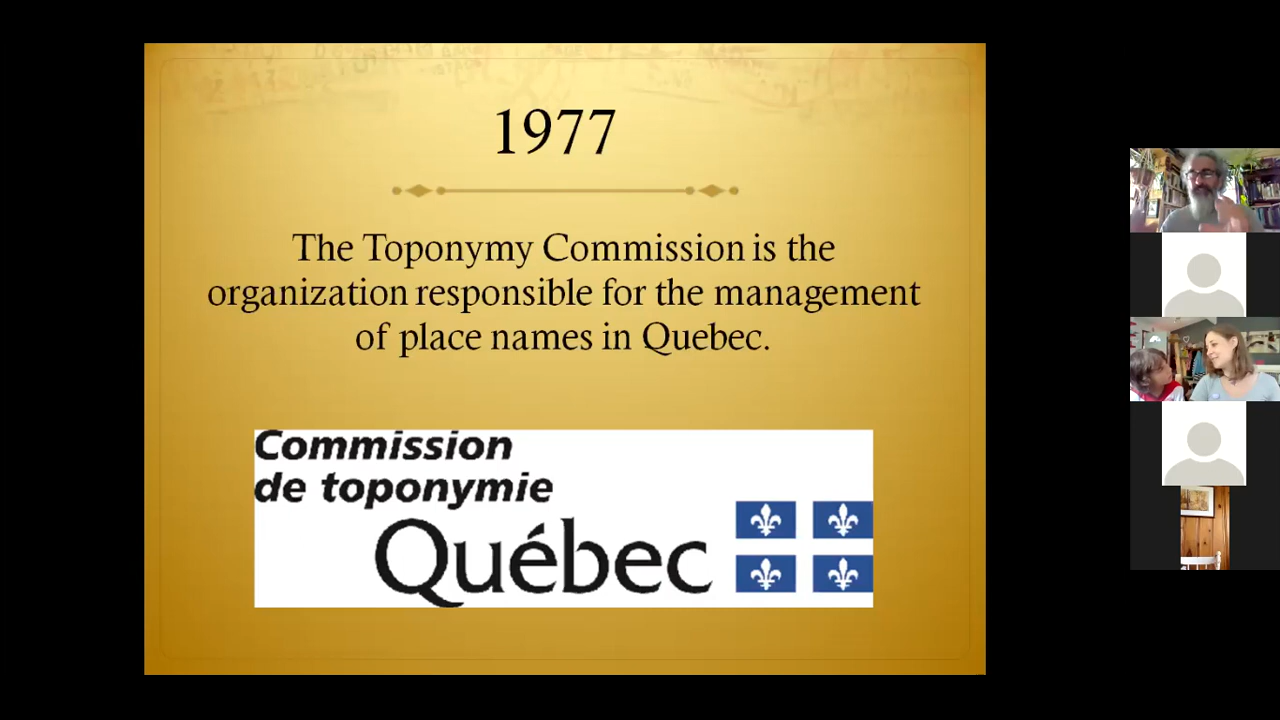 1977
The Toponymy Commission is the
organization responsible for the management
of place names in Quebec.
Commission
de toponymie
Québec